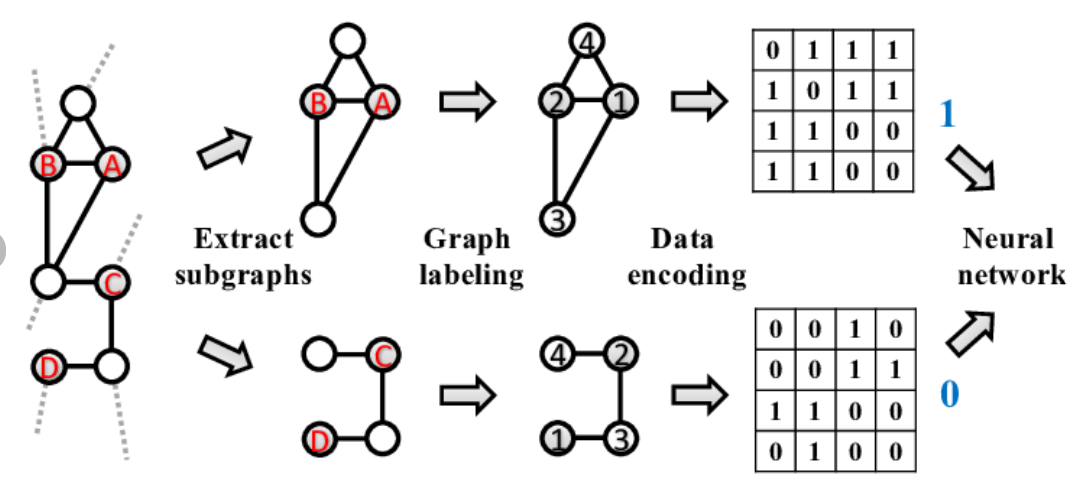 B
A
C
D
Extract
subgraphs
B
A
C
D
Graph
labeling
4
2 1
3
4 2
1 3
Data
encoding
0 1 1 1
1 0 1 1
1 1 0 0
1 1 0 0
1
0 0 1 0
0 0 1 1
1 1 0 0
0 1 0 0
0
Neural
network